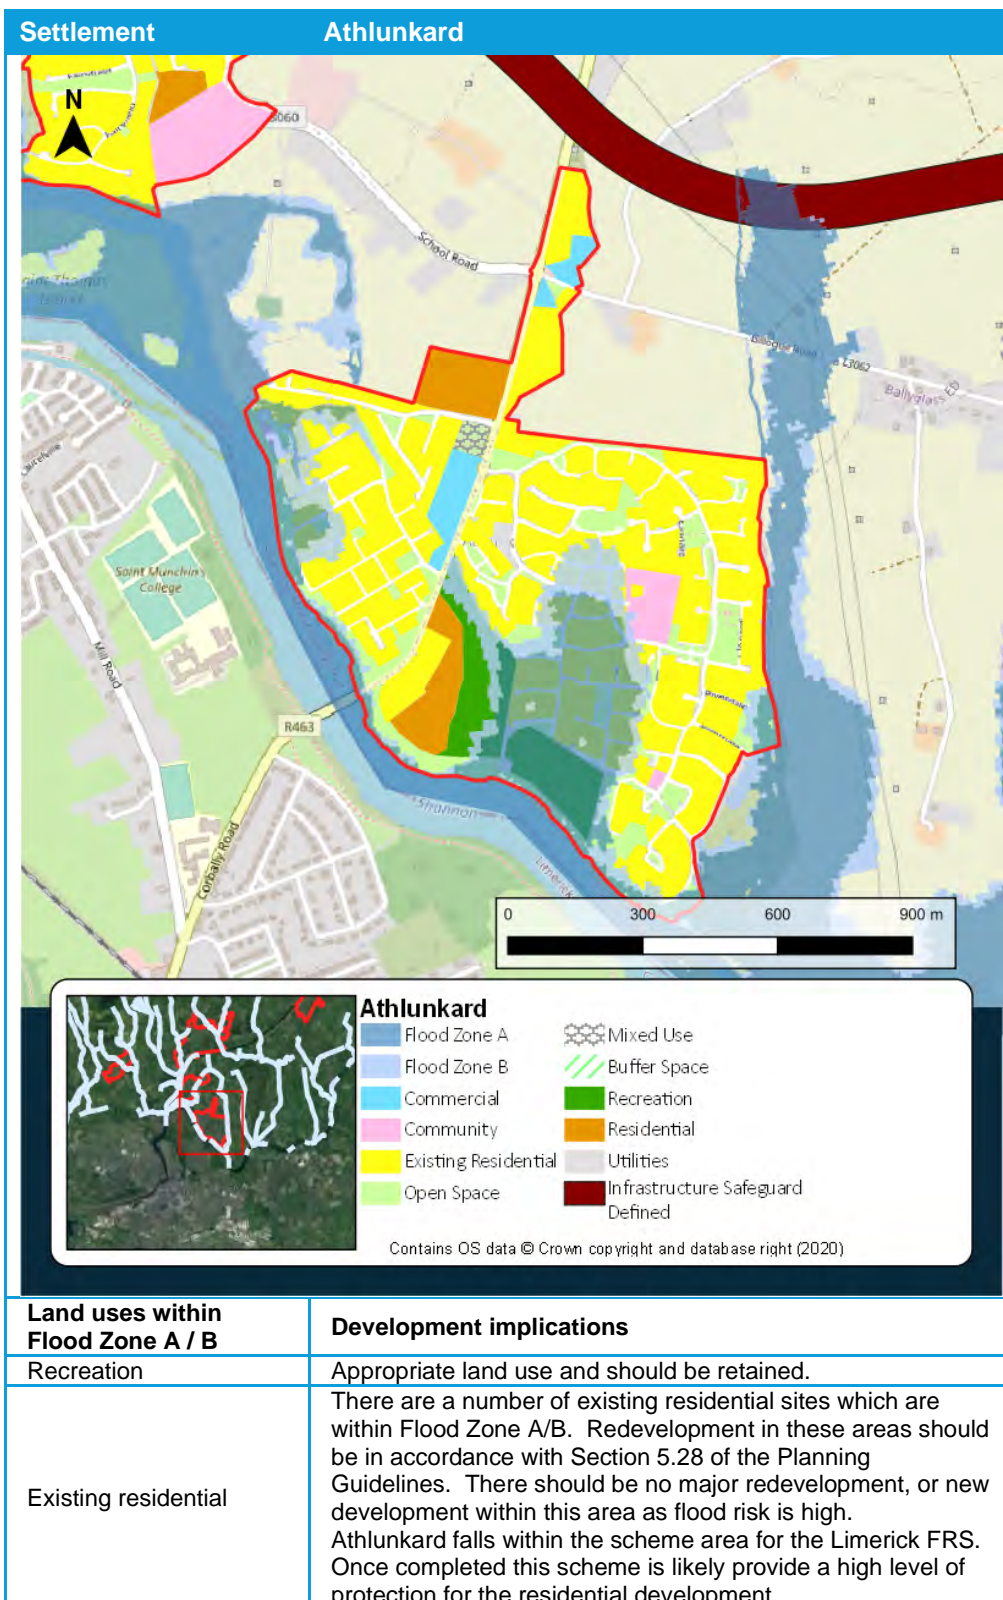 Settlement Athlunkard
N
School Road
L3062
Ballyglass ED
Saint Munchin's
College
Mill Road
R463
Corbally Road
Shannon
Limerick
0 300 600 900 m
Athlunkard
Flood Zone A
Flood Zone B
Commercial
Community
Existing Residential
Open Space
Mixed Use
Buffer Space
Recreation
Residential
Utilities
Infrastructure Safeguard
Defined
Contains OS data © Crown copyright and database right (2020)
Land uses within
Flood Zone A / B
Development implications
Recreation
Appropriate land use and should be retained.
Existing residential
There are a number of existing residential sites which are
within Flood Zone A/B. Redevelopment in these areas should
be in accordance with Section 5.28 of the Planning
Guidelines. There should be no major redevelopment, or new
development within this area as flood risk is high.
Athlunkard falls within the scheme area for the Limerick FRS.
Once completed this scheme is likely provide a high level of
protection for the residential development